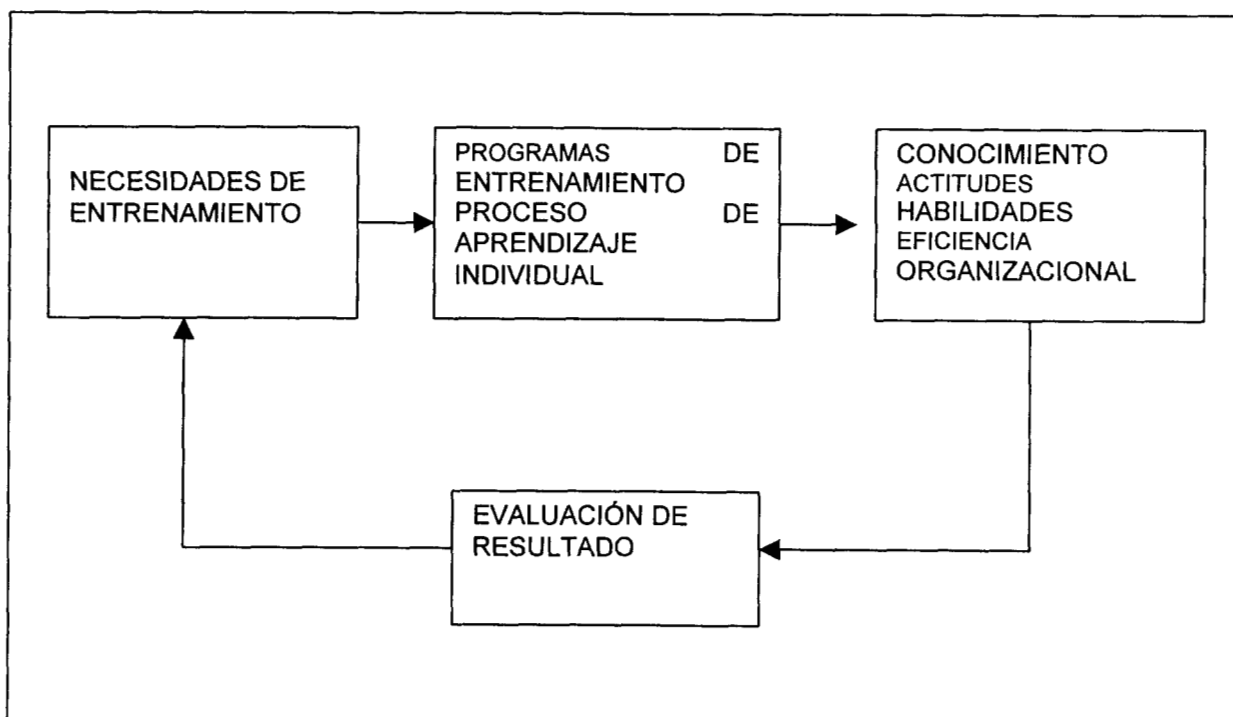 NECESIDADES DE
ENTRENAMIENTO
PROGRAMAS DE
ENTRENAMIENTO
PROCESO DE
APRENDIZAJE
INDIVIDUAL
CONOCIMIENTO
ACTITUDES
HABILIDADES
EFICIENCIA
ORGANIZACIONAL
EVALUACIÓN DE
RESULTADO